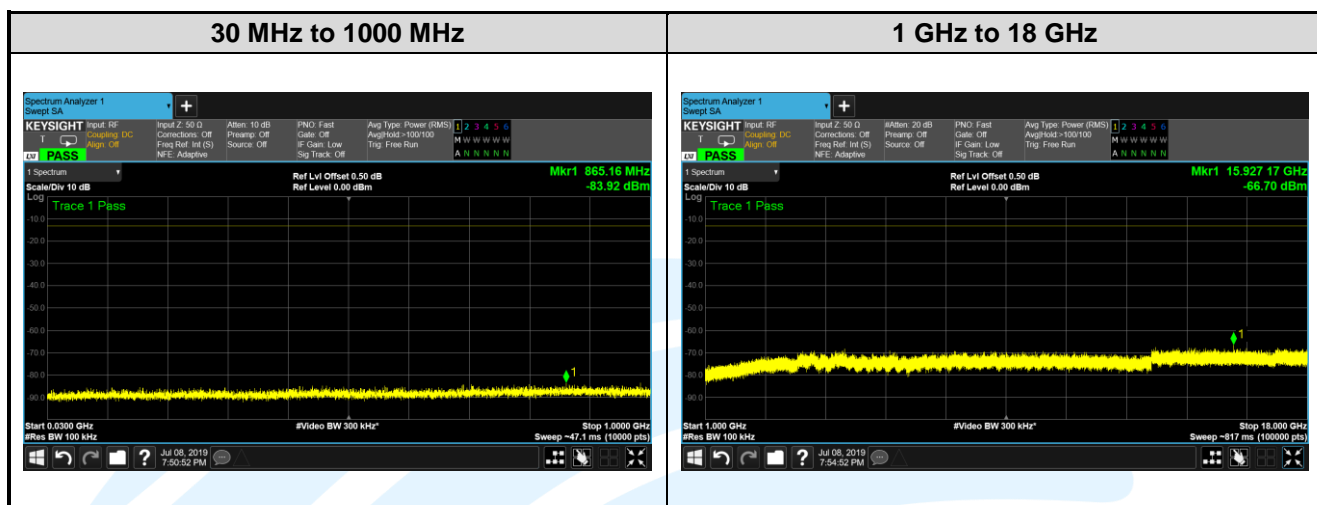 30 MHz to 1000 MHz
1 GHz to 18 GHz
Spectrum Analyzer 1
Swept SA
+
KEYSIGHT
Input: RF
Coupling: DC
Align: Off
Input Z: 50 Ω
Corrections: Off
Freq Ref: Int (S)
NFE: Adaptive
Atten: 10 dB
Preamp: Off
Source: Off
PNO: Fast
Gate: Off
IF Gain: Low
Sig Track: Off
Avg Type: Power (RMS)
Avg|Hold:>100/100
Trig: Free Run
1 2 3 4 5 6
M W W W W W
A N N N N N
LXI
T
PASS
1 Spectrum
Scale/Div 10 dB
Ref Lvl Offset 0.50 dB
Ref Level 0.00 dBm
Mkr1 865.16 MHz
-83.92 dBm
Log
Trace 1 Pass
-10.0
-20.0
-30.0
-40.0
-50.0
-60.0
-70.0
-80.0
-90.0
1
Start 0.0300 GHz
#Res BW 100 kHz
#Video BW 300 kHz*
Stop 1.0000 GHz
Sweep ~47.1 ms (10000 pts)
?
Jul 08, 2019
7:50:52 PM
Spectrum Analyzer 1
Swept SA
+
KEYSIGHT
Input: RF
Coupling: DC
Align: Off
Input Z: 50 Ω
Corrections: Off
Freq Ref: Int (S)
NFE: Adaptive
#Atten: 20 dB
Preamp: Off
Source: Off
PNO: Fast
Gate: Off
IF Gain: Low
Sig Track: Off
Avg Type: Power (RMS)
Avg|Hold:>100/100
Trig: Free Run
1 2 3 4 5 6
M W W W W W
A N N N N N
LXI
T
PASS
1 Spectrum
Scale/Div 10 dB
Ref Lvl Offset 0.50 dB
Ref Level 0.00 dBm
Mkr1 15.927 17 GHz
-66.70 dBm
Log
Trace 1 Pass
-10.0
-20.0
-30.0
-40.0
-50.0
-60.0
-70.0
-80.0
-90.0
1
Start 1.000 GHz
#Res BW 100 kHz
#Video BW 300 kHz*
Stop 18.000 GHz
Sweep ~817 ms (100000 pts)
?
Jul 08, 2019
7:54:52 PM